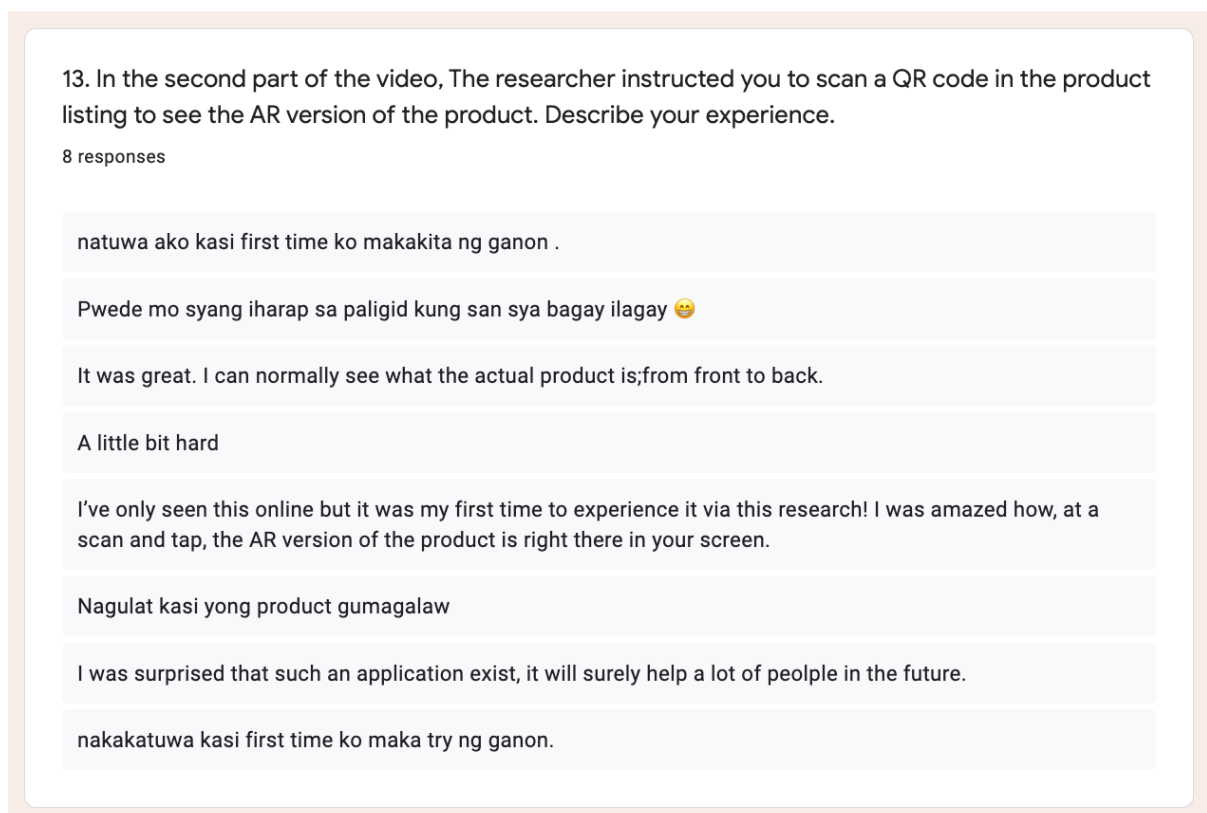 13. In the second part of the video, The researcher instructed you to scan a QR code in the product
listing to see the AR version of the product. Describe your experience.
8 responses
natuwa ako kasi first time ko makakita ng ganon .
Pwede mo syang iharap sa paligid kung san sya bagay ilagay 😁
It was great. I can normally see what the actual product is;from front to back.
A little bit hard
I’ve only seen this online but it was my first time to experience it via this research! I was amazed how, at a
scan and tap, the AR version of the product is right there in your screen.
Nagulat kasi yong product gumagalaw
I was surprised that such an application exist, it will surely help a lot of peolple in the future.
nakakatuwa kasi first time ko maka try ng ganon.